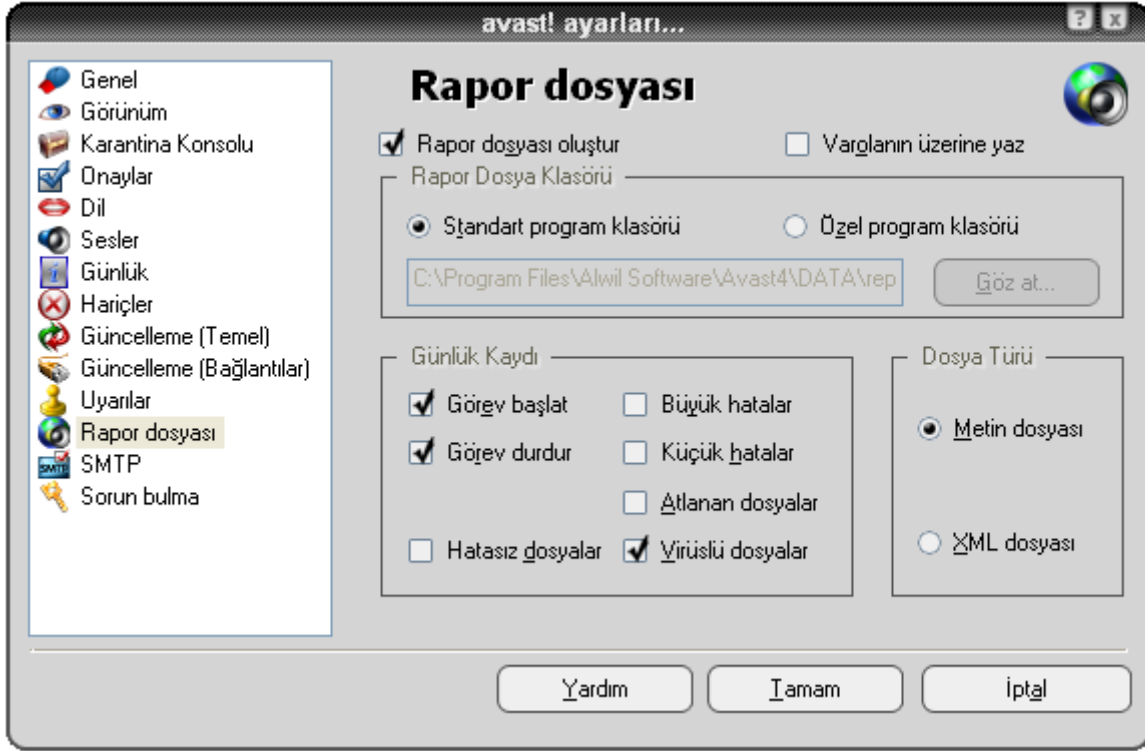 avast! ayarları...
Genel
Görünüm
Karantina Konsolu
Onaylar
Dil
Sesler
Günlük
Hariçler
Güncelleme (Temel)
Güncelleme (Bağlantılar)
Uyarılar
Rapor dosyası
SMTP
Sorun bulma
Rapor dosyası
Rapor dosyası oluştur
Varolanın üzerine yaz
Rapor Dosya Klasörü
Standart program klasörü
Özel program klasörü
C:\Program Files\Alwil Software\Avast4\DATA\rep
Göz at...
Günlük Kaydı
Görev başlat
Büyük hatalar
Görev durdur
Küçük hatalar
Atlanan dosyalar
Hatasız dosyalar
Virüslü dosyalar
Dosya Türü
Metin dosyası
XML dosyası
Yardım
Tamam
İptal